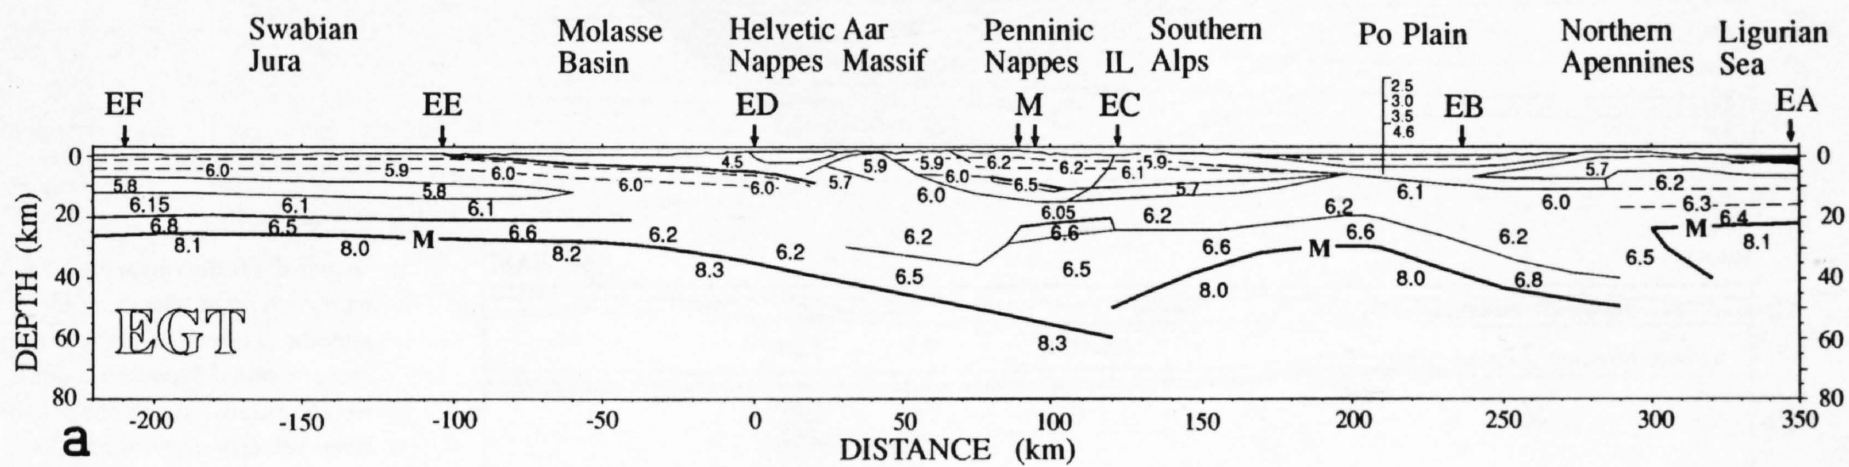 Swabian Jura
Molasse Basin
Helvetic Nappes
Aar Massif
Penninic Nappes
IL
Southern Alps
Po Plain
Northern Apennines
Ligurian Sea
EF EE ED M EC EB EA
2.5
3.0
3.5
4.6
0 4.5 5.9 5.9 6.2 6.2 5.9 0
6.0 5.9 6.0 6.0 6.0 5.7 6.0 6.5 6.1 5.7 6.2
5.8 5.8 6.0 5.7 6.1 6.0 6.3
6.15 6.1 6.1 6.05 6.2 6.2 6.4
20 20
6.8 6.5 6.6 6.2 6.2 6.6 6.6 6.2 M
8.1 8.0 M 8.2 6.2 6.6 M 6.5 8.1
8.3 6.5 6.5 8.0 8.0 6.8
40 40
60 8.3 60
80 80
DEPTH (km)
EGT
-200 -150 -100 -50 0 50 100 150 200 250 300 350
a
DISTANCE (km)